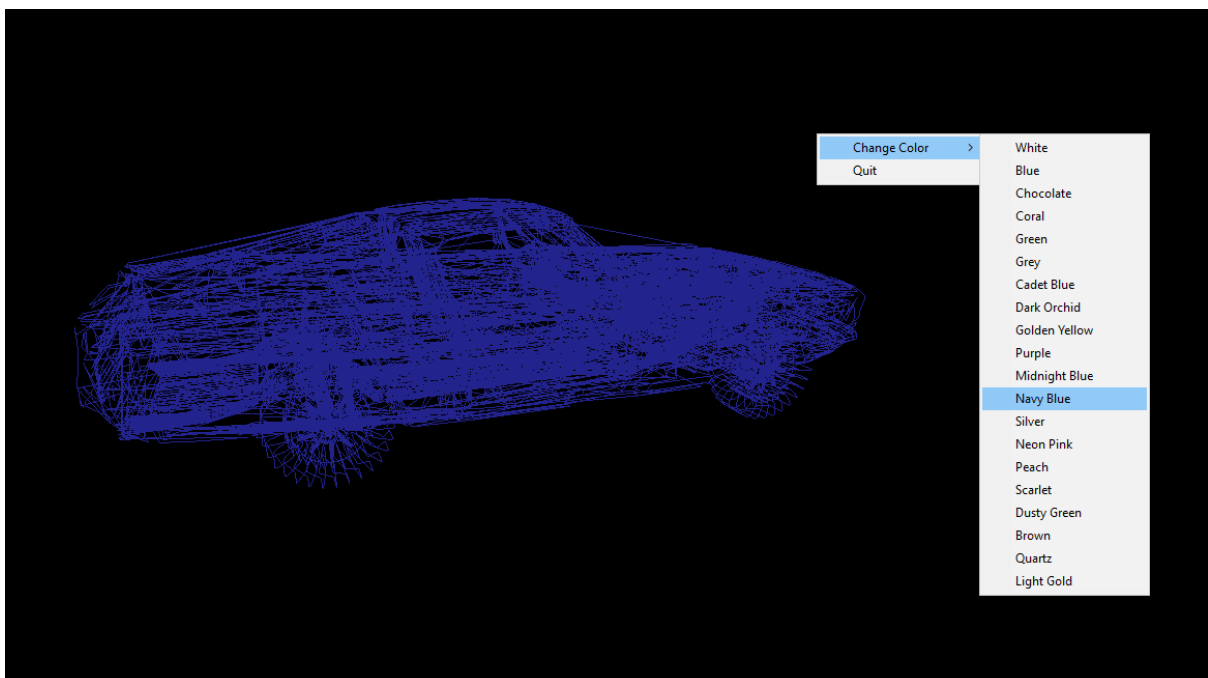 Change Color
Quit
White
Blue
Chocolate
Coral
Green
Grey
Cadet Blue
Dark Orchid
Golden Yellow
Purple
Midnight Blue
Navy Blue
Silver
Neon Pink
Peach
Scarlet
Dusty Green
Brown
Quartz
Light Gold